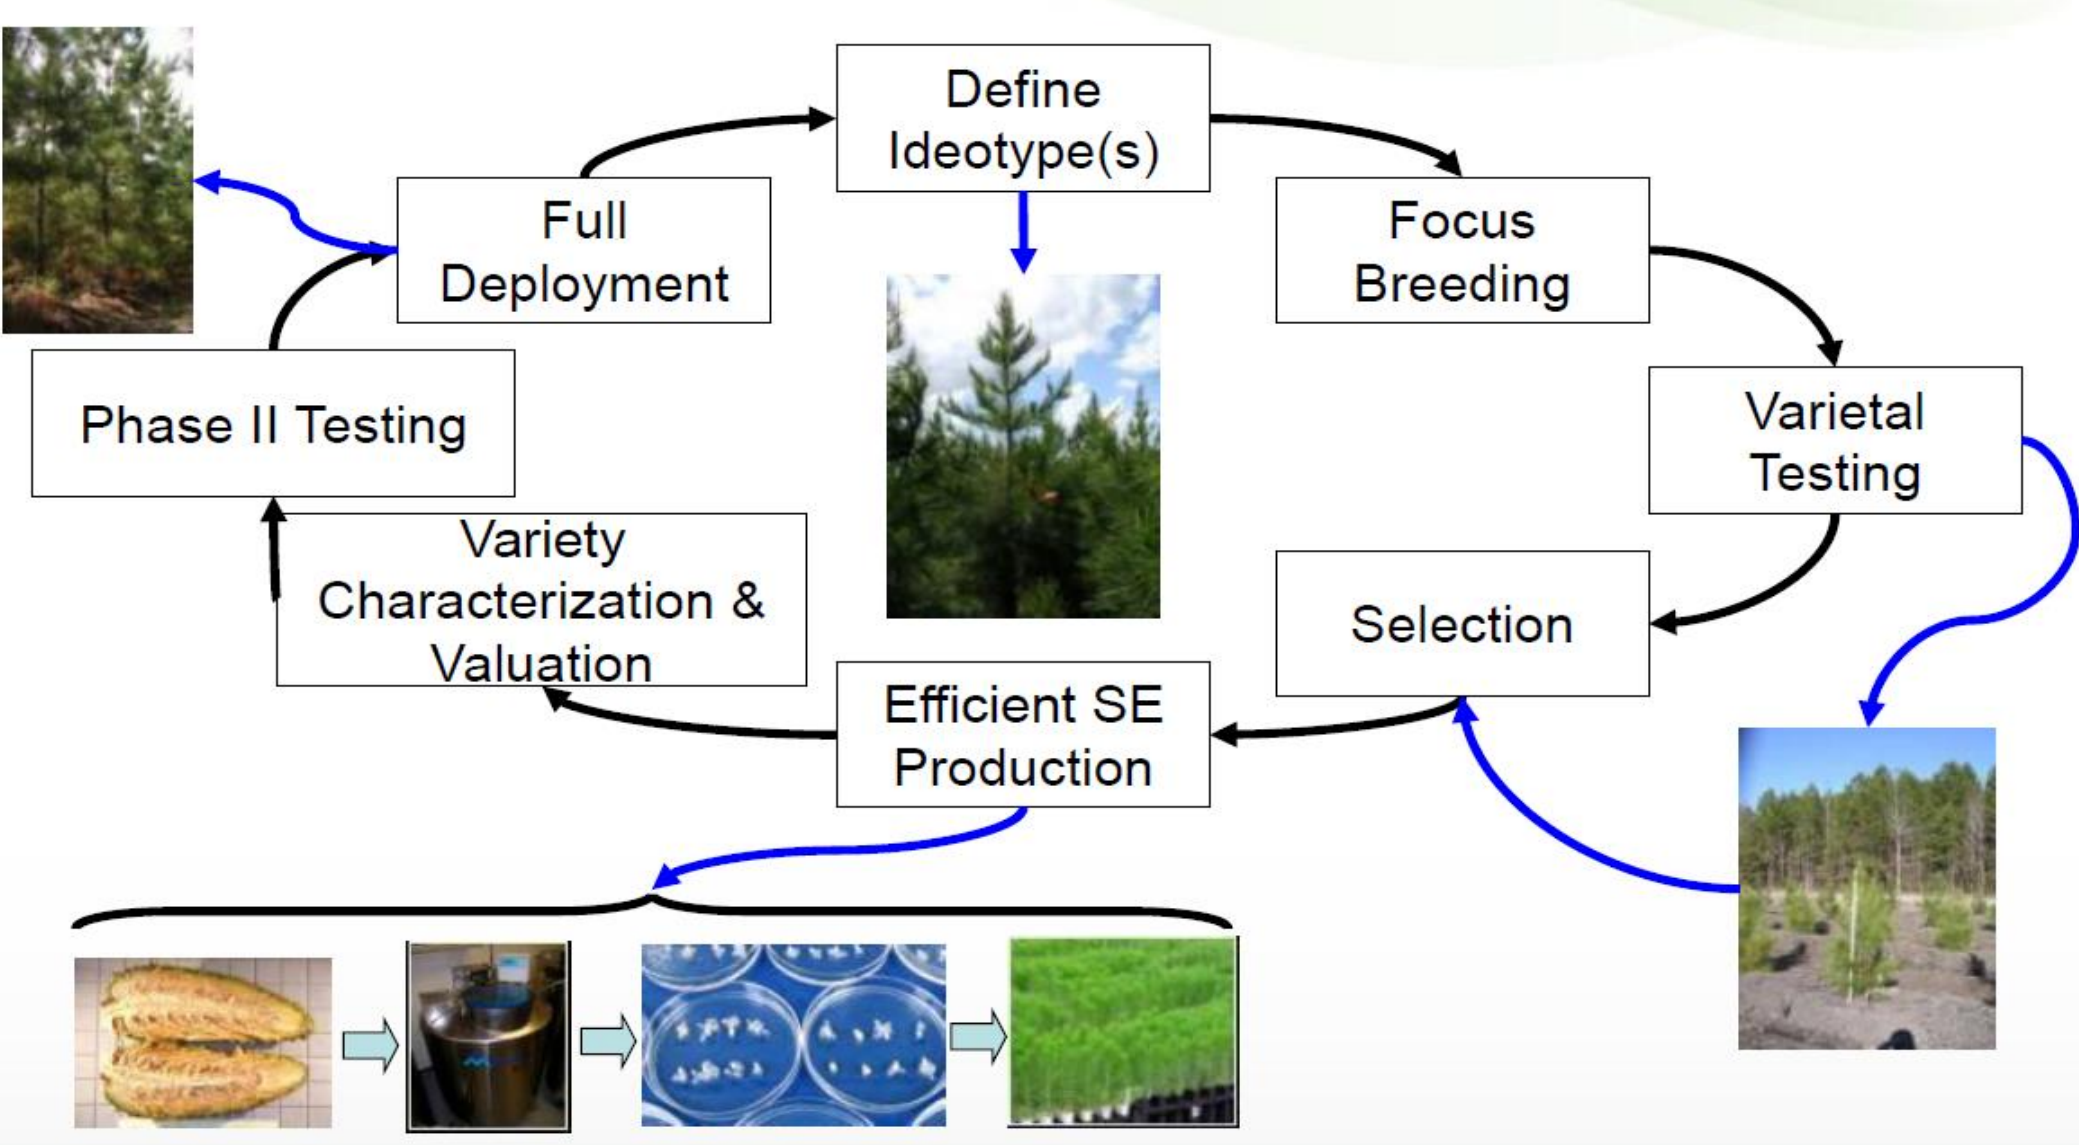 Define
Ideotype(s)
Focus
Breeding
Varietal
Testing
Selection
Efficient SE
Production
Variety
Characterization &
Valuation
Phase II Testing
Full
Deployment